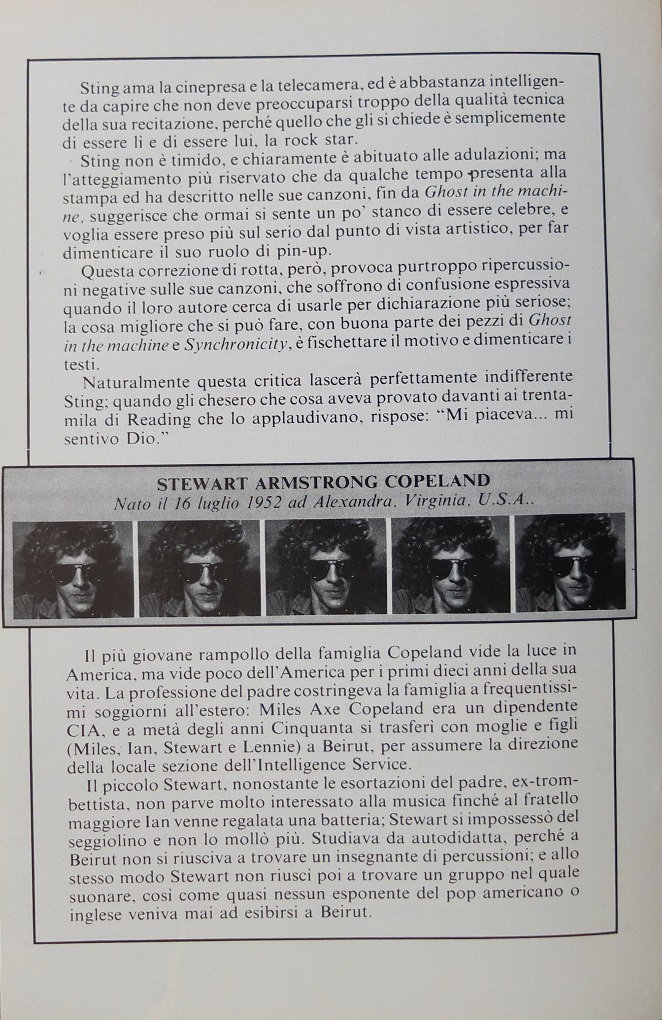 Sting ama la cinepresa e la telecamera, ed è abbastanza intelligen-
te da capire che non deve preoccuparsi troppo della qualità tecnica
della sua recitazione, perché quello che gli si chiede è semplicemente
di essere lì e di essere lui, la rock star.
Sting non è timido, e chiaramente è abituato alle adulazioni; ma
l'atteggiamento più riservato che da qualche tempo presenta alla
stampa ed ha descritto nelle sue canzoni, fin da Ghost in the machi-
ne, suggerisce che ormai si sente un po' stanco di essere celebre, e
voglia essere preso più sul serio dal punto di vista artistico, per far
dimenticare il suo ruolo di pin-up.
Questa correzione di rotta, però, provoca purtroppo ripercussio-
ni negative sulle sue canzoni, che soffrono di confusione espressiva
quando il loro autore cerca di usarle per dichiarazione più seriose;
la cosa migliore che si può fare, con buona parte dei pezzi di Ghost
in the machine e Synchronicity, è fischettare il motivo e dimenticare i
testi.
Naturalmente questa critica lascerà perfettamente indifferente
Sting; quando gli chesero che cosa aveva provato davanti ai trenta-
mila di Reading che lo applaudivano, rispose: “Mi piaceva... mi
sentivo Dio.”
STEWART ARMSTRONG COPELAND
Nato il 16 luglio 1952 ad Alexandra, Virginia, U.S.A..
Il più giovane rampollo della famiglia Copeland vide la luce in
America, ma vide poco dell'America per i primi dieci anni della sua
vita. La professione del padre costringeva la famiglia a frequentissi-
mi soggiorni all'estero: Miles Axe Copeland era un dipendente
CIA, e a metà degli anni Cinquanta si trasferì con moglie e figli
(Miles, Ian, Stewart e Lennie) a Beirut, per assumere la direzione
della locale sezione dell'Intelligence Service.
Il piccolo Stewart, nonostante le esortazioni del padre, ex-trom-
bettista, non parve molto interessato alla musica finché al fratello
maggiore Ian venne regalata una batteria; Stewart si impossessò del
seggiolino e non lo mollò più. Studiava da autodidatta, perché a
Beirut non si riusciva a trovare un insegnante di percussioni; e allo
stesso modo Stewart non riuscì poi a trovare un gruppo nel quale
suonare, così come quasi nessun esponente del pop americano o
inglese veniva mai ad esibirsi a Beirut.